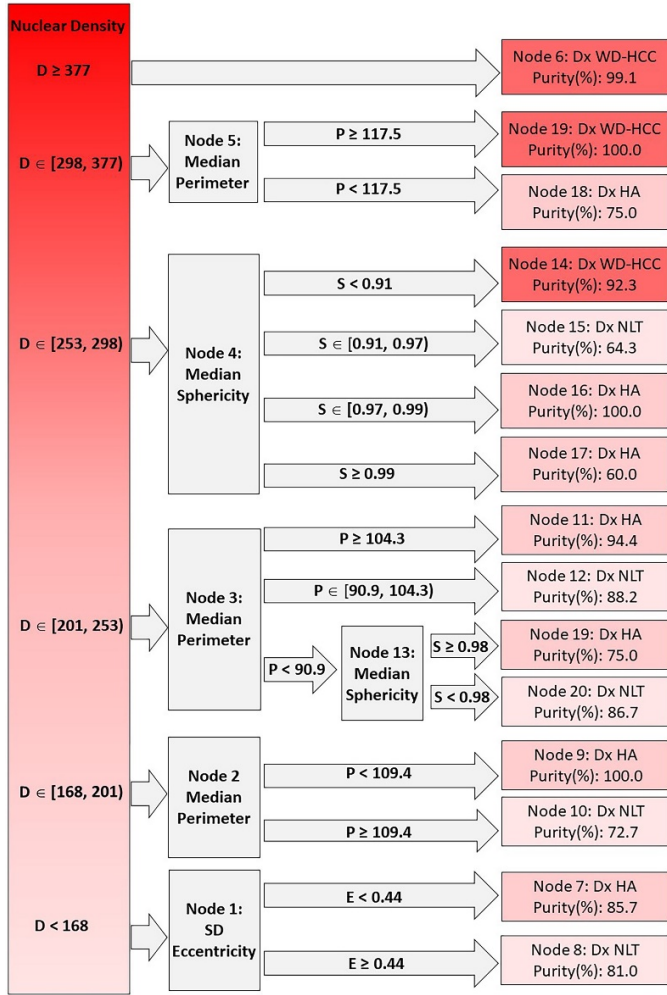 Nuclear Density
D ≥ 377
Node 6: Dx WD-HCC
Purity(%): 99.1
D ∈ [298, 377)
Node 5:
Median
Perimeter
P ≥ 117.5
Node 19: Dx WD-HCC
Purity(%): 100.0
P < 117.5
Node 18: Dx HA
Purity(%): 75.0
D ∈ [253, 298)
Node 4:
Median
Sphericity
S < 0.91
Node 14: Dx WD-HCC
Purity(%): 92.3
S ∈ [0.91, 0.97)
Node 15: Dx NLT
Purity(%): 64.3
S ∈ [0.97, 0.99)
Node 16: Dx HA
Purity(%): 100.0
S ≥ 0.99
Node 17: Dx HA
Purity(%): 60.0
D ∈ [201, 253)
Node 3:
Median
Perimeter
P ≥ 104.3
Node 11: Dx HA
Purity(%): 94.4
P ∈ [90.9, 104.3)
Node 12: Dx NLT
Purity(%): 88.2
P < 90.9
Node 13:
Median
Sphericity
S ≥ 0.98
Node 19: Dx HA
Purity(%): 75.0
S < 0.98
Node 20: Dx NLT
Purity(%): 86.7
D ∈ [168, 201)
Node 2
Median
Perimeter
P < 109.4
Node 9: Dx HA
Purity(%): 100.0
P ≥ 109.4
Node 10: Dx NLT
Purity(%): 72.7
D < 168
Node 1:
SD
Eccentricity
E < 0.44
Node 7: Dx HA
Purity(%): 85.7
E ≥ 0.44
Node 8: Dx NLT
Purity(%): 81.0